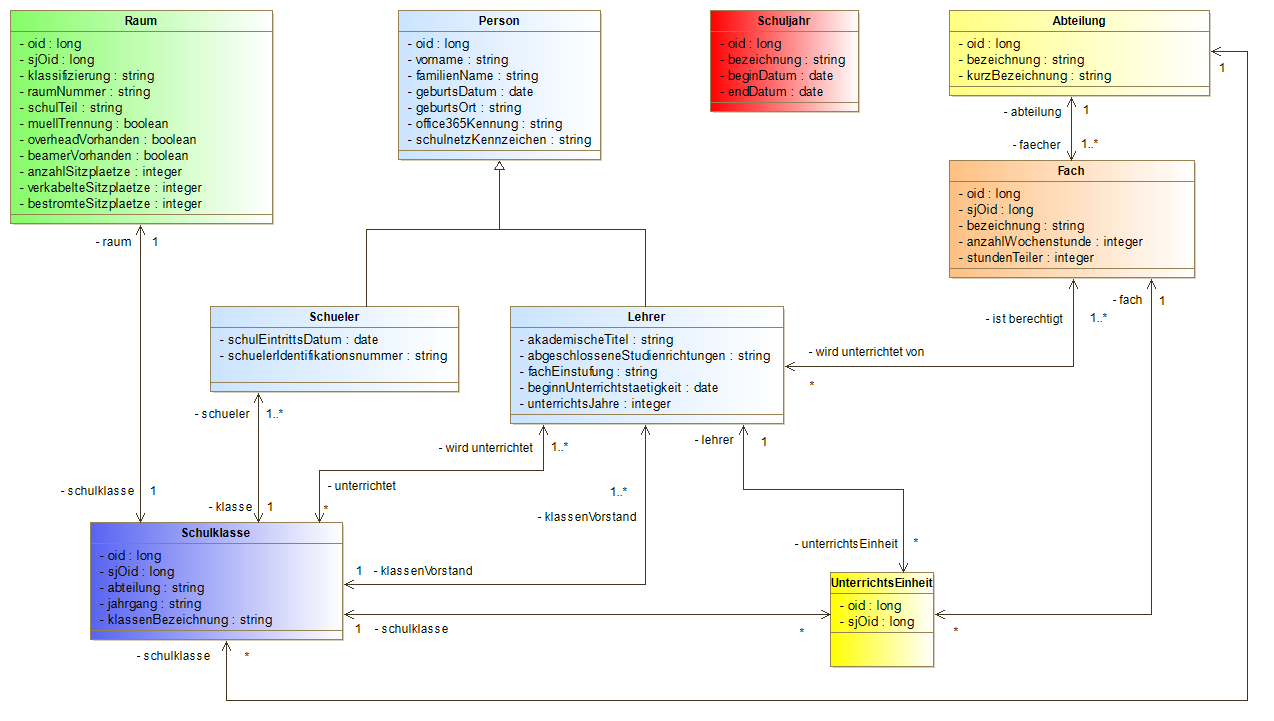 Raum
- oid : long
- sjOid : long
- klassifizierung : string
- raumNummer : string
- schulTeil : string
- muellTrennung : boolean
- overheadVorhanden : boolean
- beamerVorhanden : boolean
- anzahlSitzplaetze : integer
- verkabelteSitzplaetze : integer
- bestromteSitzplaetze : integer
Person
- oid : long
- vorname : string
- familienName : string
- geburtsDatum : date
- geburtsOrt : string
- office365Kennung : string
- schulnetzKennzeichen : string
Schuljahr
- oid : long
- bezeichnung : string
- beginDatum : date
- endDatum : date
Abteilung
- oid : long
- bezeichnung : string
- kurzBezeichnung : string
1
- abteilung 1
- faecher 1..*
Fach
- oid : long
- sjOid : long
- bezeichnung : string
- anzahlWochenstunde : integer
- stundenTeiler : integer
- raum 1
- fach 1
- ist berechtigt 1..*
- wird unterrichtet von
*
Schueler
- schulEintrittsDatum : date
- schuelerIdentifikationsnummer : string
Lehrer
- akademischeTitel : string
- abgeschlosseneStudienrichtungen : string
- fachEinstufung : string
- beginnUnterrichtstaetigkeit : date
- unterrichtsJahre : integer
- schueler 1..*
- wird unterrichtet 1..*
- lehrer 1
- unterrichtet
*
1..*
- klassenVorstand
- schulklasse 1
- klasse 1
- unterrichtsEinheit *
Schulklasse
- oid : long
- sjOid : long
- abteilung : string
- jahrgang : string
- klassenBezeichnung : string
1 - klassenVorstand
1 - schulklasse
*
UnterrichtsEinheit
- oid : long
- sjOid : long
*
- schulklasse *